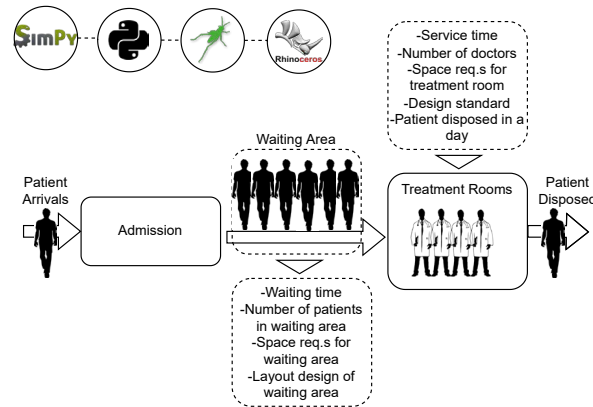 SimPy
Rhinoceros
-Service time
-Number of doctors
-Space req.s for
treatment room
-Design standard
-Patient disposed in a
day
Waiting Area
Patient
Arrivals
Admission
Treatment Rooms
Patient
Disposed
-Waiting time
-Number of patients
in waiting area
-Space req.s for
waiting area
-Layout design of
waiting area